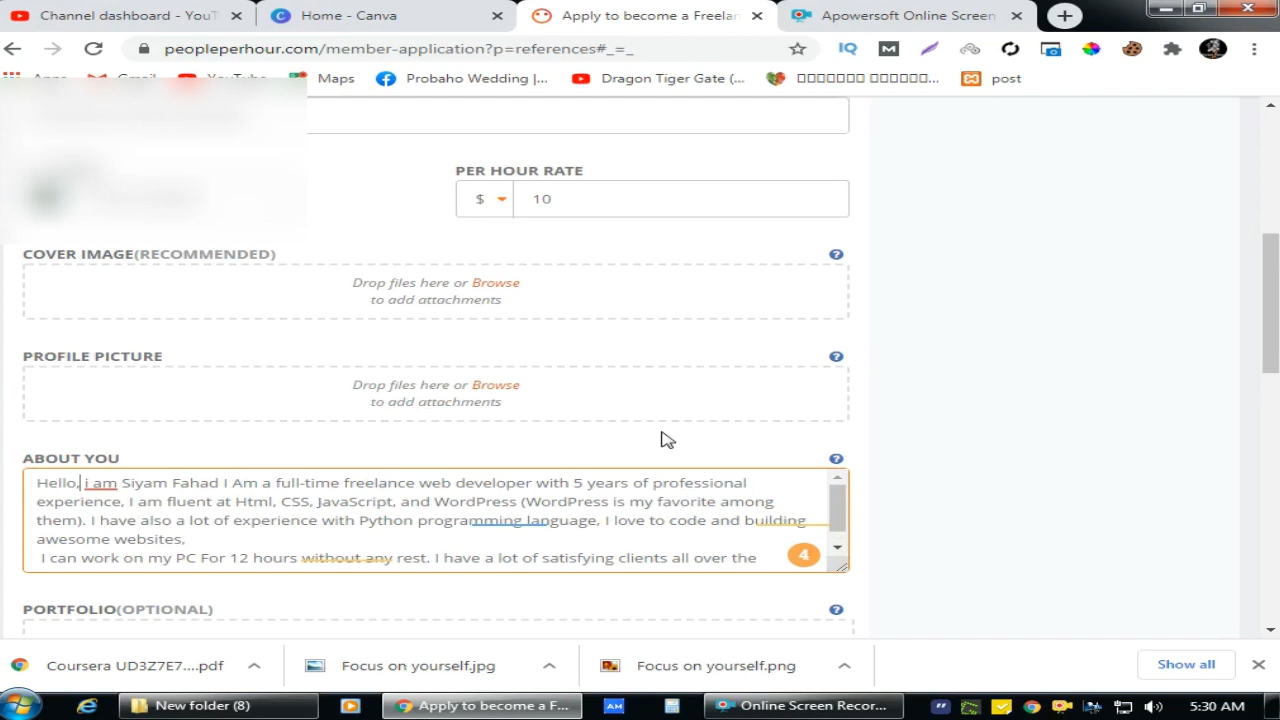 Channel dashboard - YouT
Home - Canva
Apply to become a Freelan
Apowersoft Online Screen
peopleperhour.com/member-application?p=references#_=_
IQ
M
Maps
Probaho Wedding |...
Dragon Tiger Gate (...
post
PER HOUR RATE
$ 10
COVER IMAGE(RECOMMENDED)
Drop files here or Browse
to add attachments
PROFILE PICTURE
Drop files here or Browse
to add attachments
ABOUT YOU
Hello, i am Siyam Fahad I Am a full-time freelance web developer with 5 years of professional
experience, I am fluent at Html, CSS, JavaScript, and WordPress (WordPress is my favorite among
them). I have also a lot of experience with Python programming language, I love to code and building
awesome websites,
I can work on my PC For 12 hours without any rest. I have a lot of satisfying clients all over the
4
PORTFOLIO(OPTIONAL)
Coursera UD3Z7E7....pdf
Focus on yourself.jpg
Focus on yourself.png
Show all
New folder (8)
Apply to become a F...
AM
Online Screen Recor...
5:30 AM